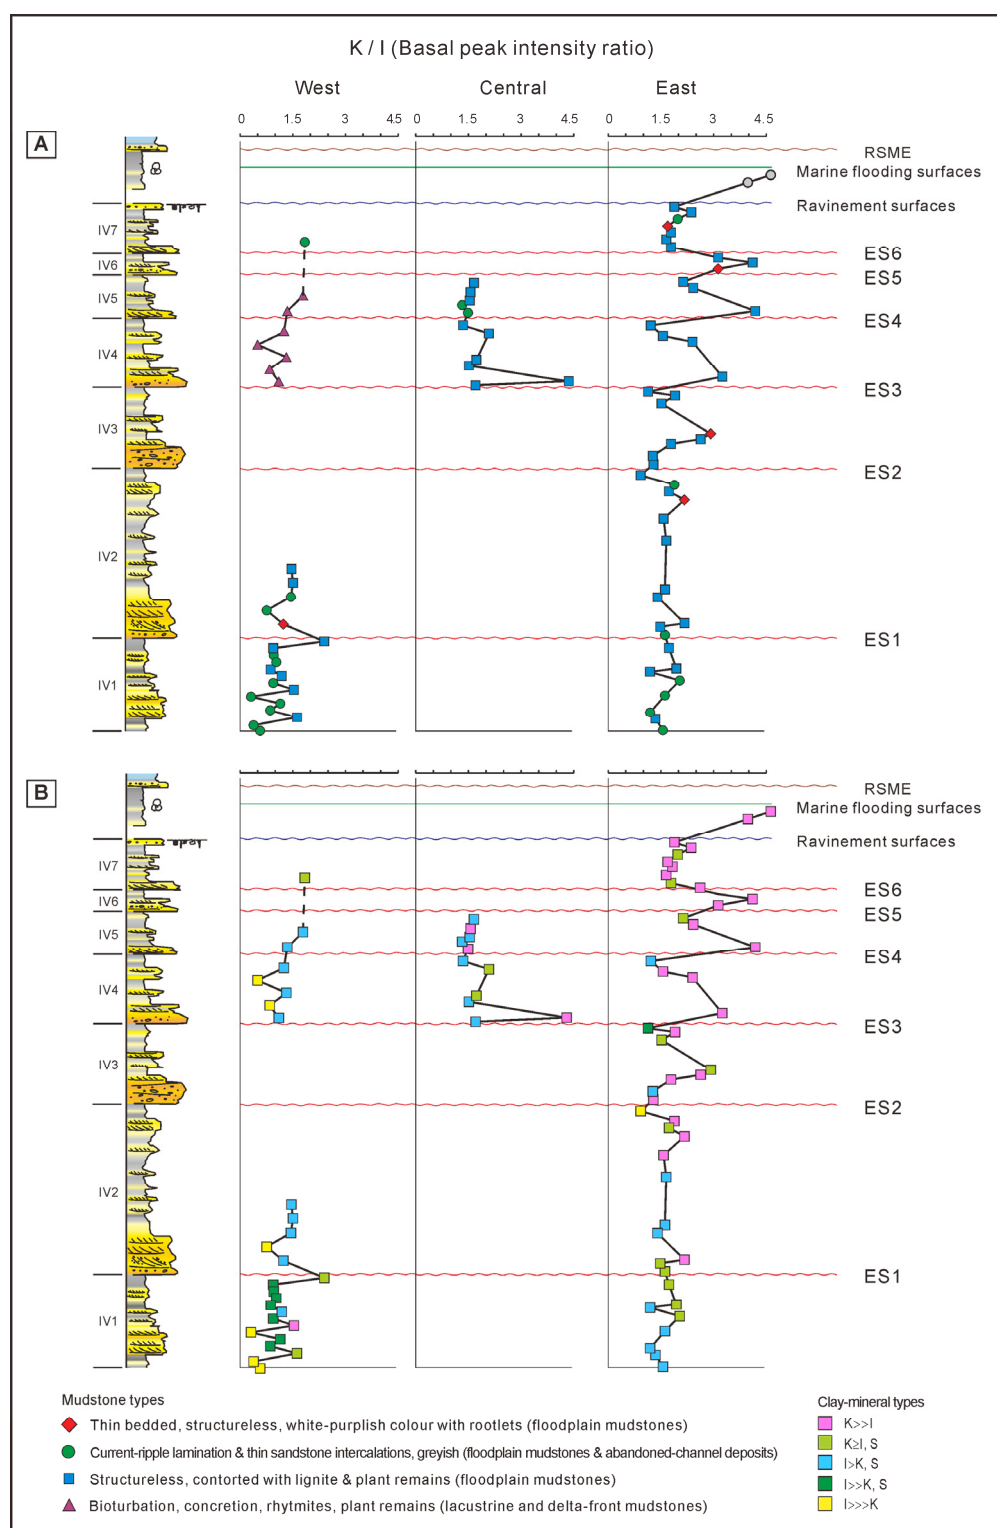 K / I (Basal peak intensity ratio)
West Central East
0 1.5 3 4.5 0 1.5 3 4.5 0 1.5 3 4.5
A
RSME
Marine flooding surfaces
Ravinement surfaces
IV7
ES6
IV6
ES5
IV5
ES4
IV4
ES3
IV3
ES2
IV2
ES1
IV1
B
RSME
Marine flooding surfaces
Ravinement surfaces
IV7
ES6
IV6
ES5
IV5
ES4
IV4
ES3
IV3
ES2
IV2
ES1
IV1
Mudstone types
Thin bedded, structureless, white-purplish colour with rootlets (floodplain mudstones)
Current-ripple lamination & thin sandstone intercalations, greyish (floodplain mudstones & abandoned-channel deposits)
Structureless, contorted with lignite & plant remains (floodplain mudstones)
Bioturbation, concretion, rhytmites, plant remains (lacustrine and delta-front mudstones)
Clay-mineral types
K>>I
K≥I, S
I>K, S
I>>K, S
I>>>K